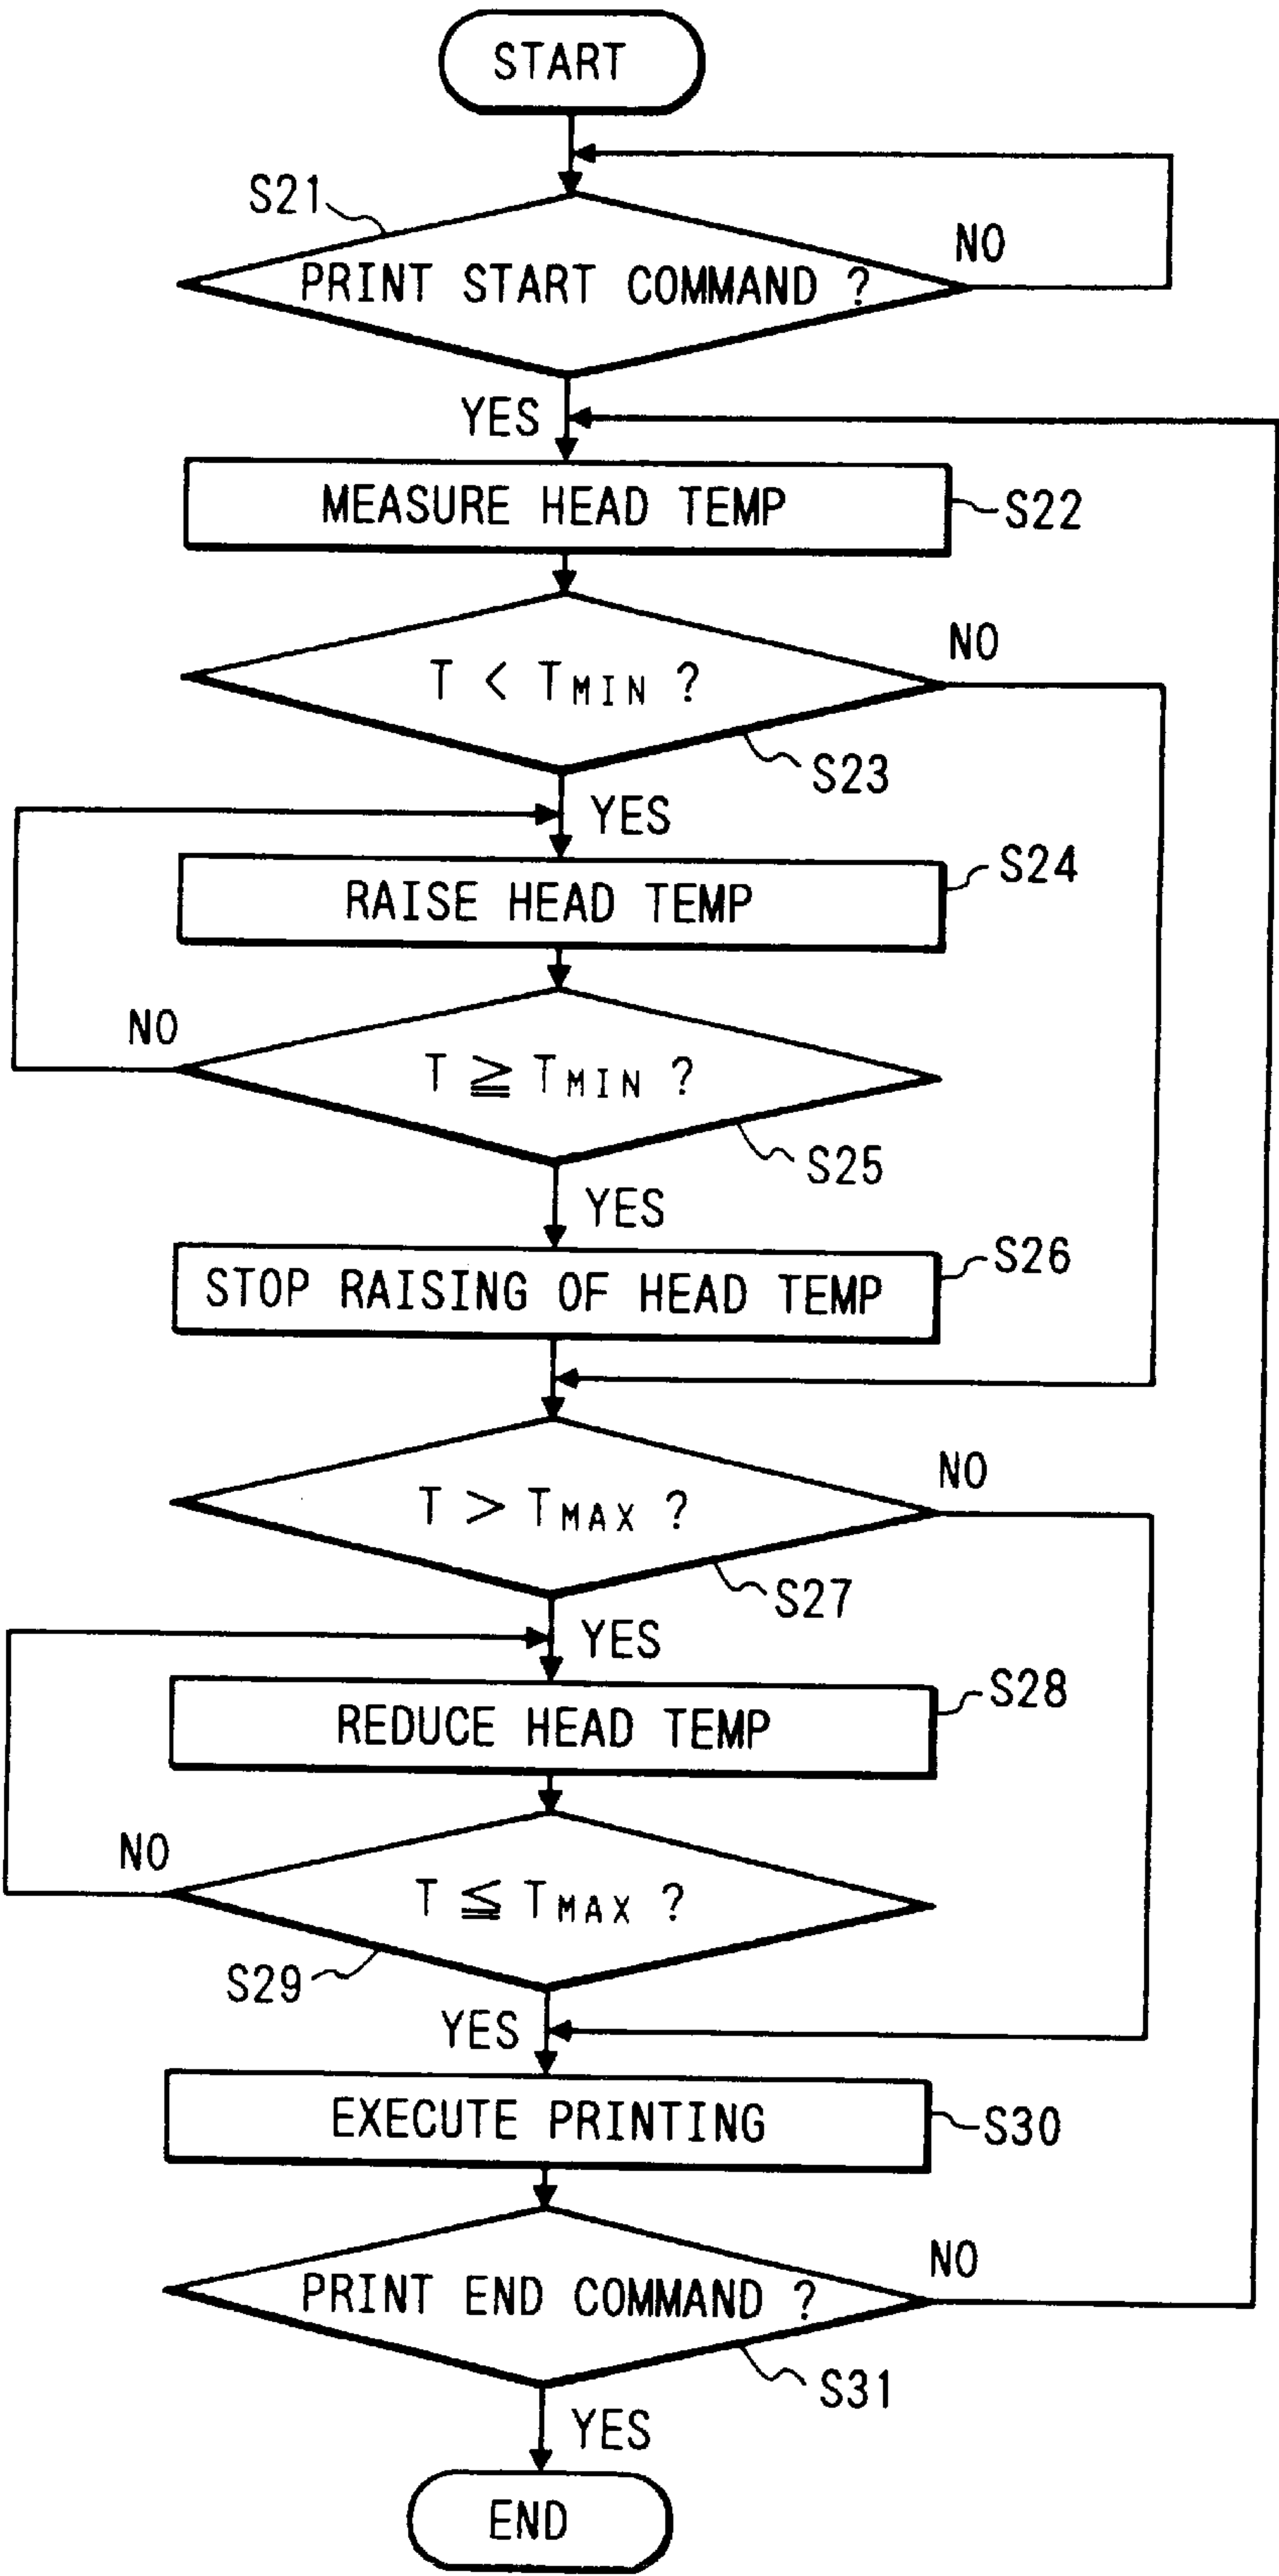 START
S21
NO
PRINT START COMMAND ?
YES
MEASURE HEAD TEMP
S22
NO
T < TMIN ?
S23
YES
S24
RAISE HEAD TEMP
NO
T ≧ TMIN ?
S25
YES
S26
STOP RAISING OF HEAD TEMP
NO
T > TMAX ?
S27
YES
S28
REDUCE HEAD TEMP
NO
T ≦ TMAX ?
S29
YES
EXECUTE PRINTING
S30
NO
PRINT END COMMAND ?
S31
YES
END